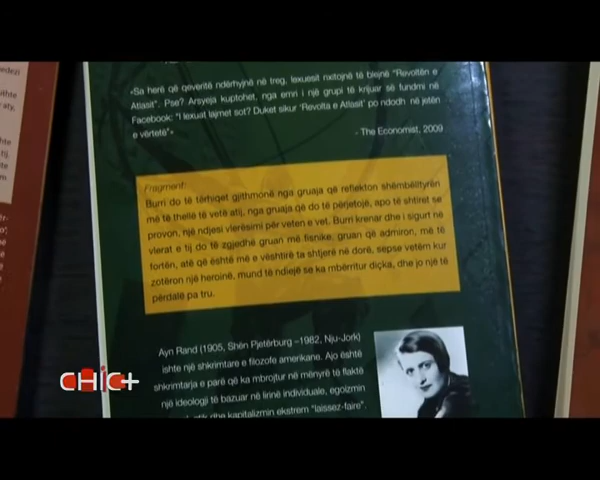 «Sa herë që qeveritë ndërhyjnë në treg, lexuesit nxitojnë të blejnë "Revoltën e
Atlasit". Pse? Arsyeja kuptohet, nga emri i një grupi të krijuar së fundmi në
Facebook: "I lexuat lajmet sot? Duket sikur 'Revolta e Atlasit' po ndodh në jetën
e vërtetë"»
- The Economist, 2009
Fragment:
Burri do të tërhiqet gjithmonë nga gruaja që reflekton shëmbëlltyrën
më të thellë të vetë atij, nga gruaja që do të përjetojë, apo të shtiret se
provon, një ndjesi vlerësimi për veten e vet. Burri krenar dhe i sigurt në
vlerat e tij do të zgjedhë gruan më fisnike, gruan që admiron, më të
fortën, atë që është më e vështirë ta shtjerë në dorë, sepse vetëm kur
zotëron një heroinë, mund të ndiejë se ka mbërritur diçka, dhe jo një të
përdalë pa tru.
Ayn Rand (1905, Shën Pjetërburg –1982, Nju-Jork)
ishte një shkrimtare e filozofe amerikane. Ajo është
shkrimtarja e parë që ka mbrojtur në mënyrë të flaktë
një ideologji të bazuar në lirinë individuale, egoizmin
dhe kapitalizmin ekstrem "laissez-faire".
CHIC+